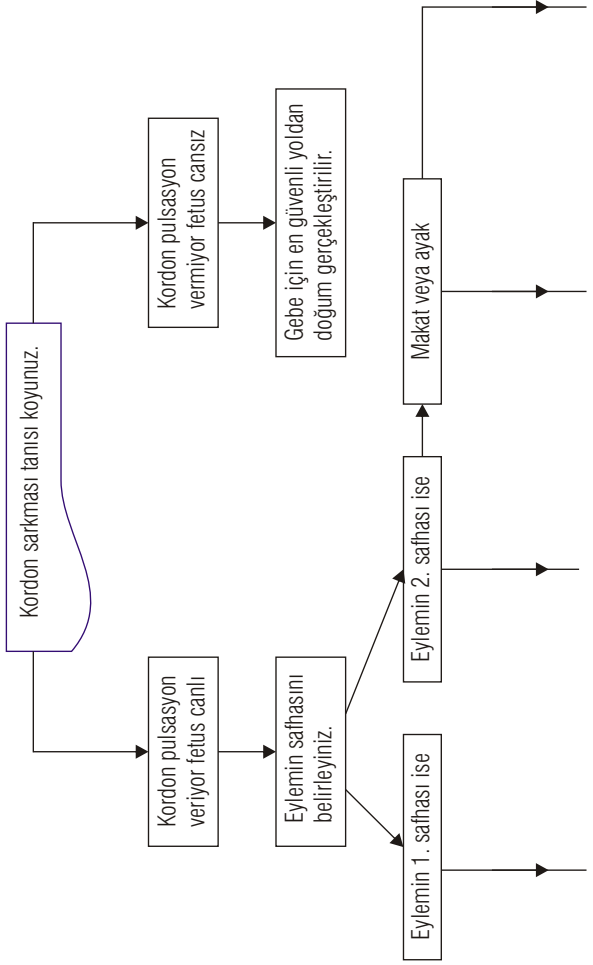 Kordon sarkması tanısı koyunuz.
Kordon pulsasyon
veriyor fetus canlı
Kordon pulsasyon
vermiyor fetus cansız
Eylemin safhasını
belirleyiniz.
Gebe için en güvenli yoldan
doğum gerçekleştirilir.
Eylemin 1. safhası ise
Eylemin 2. safhası ise
Makat veya ayak